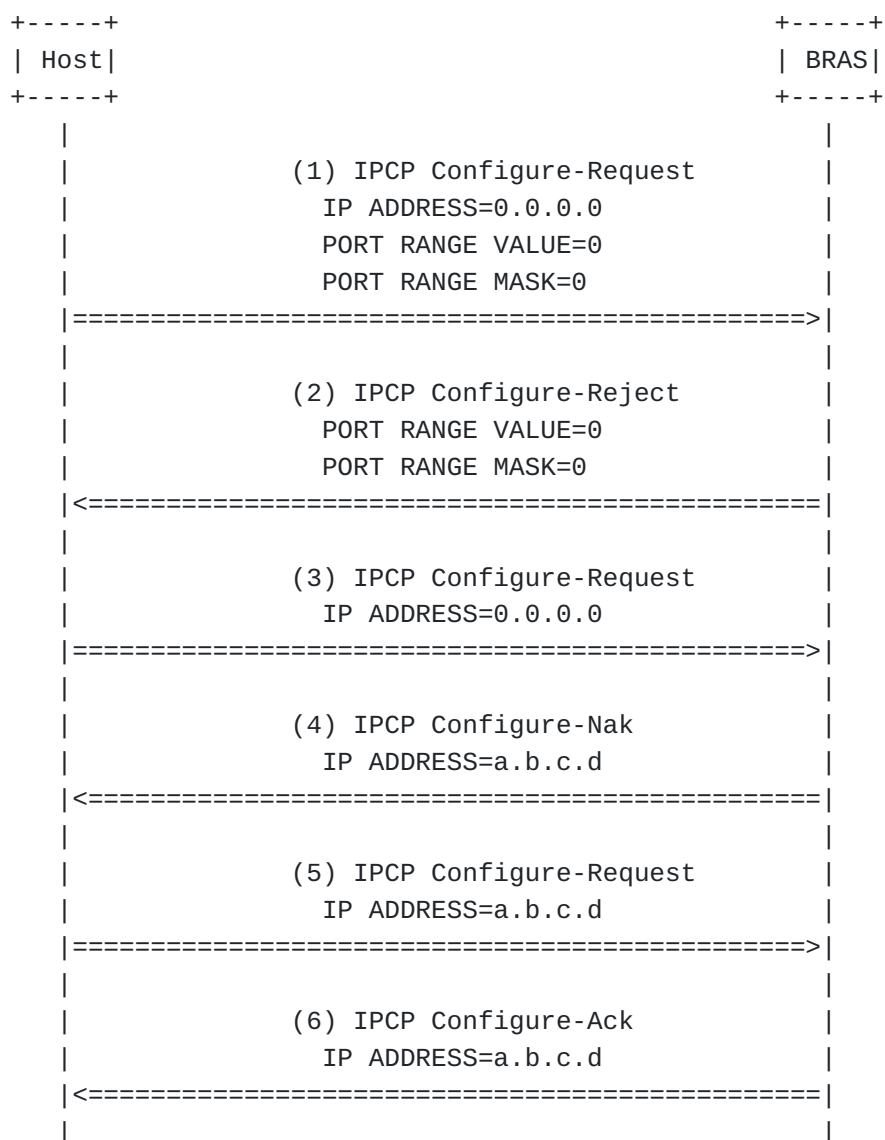 +-----+                                           +-----+
| Host|                                           | BRAS|
+-----+                                           +-----+
   |                                                 |
   |              (1) IPCP Configure-Request         |
   |                IP ADDRESS=0.0.0.0               |
   |                PORT RANGE VALUE=0               |
   |                PORT RANGE MASK=0                |
   |===============================================>|
   |                                                 |
   |              (2) IPCP Configure-Reject          |
   |                PORT RANGE VALUE=0               |
   |                PORT RANGE MASK=0                |
   |<===============================================|
   |                                                 |
   |              (3) IPCP Configure-Request         |
   |                IP ADDRESS=0.0.0.0               |
   |===============================================>|
   |                                                 |
   |              (4) IPCP Configure-Nak             |
   |                IP ADDRESS=a.b.c.d               |
   |<===============================================|
   |                                                 |
   |              (5) IPCP Configure-Request         |
   |                IP ADDRESS=a.b.c.d               |
   |===============================================>|
   |                                                 |
   |              (6) IPCP Configure-Ack             |
   |                IP ADDRESS=a.b.c.d               |
   |<===============================================|
   |                                                 |